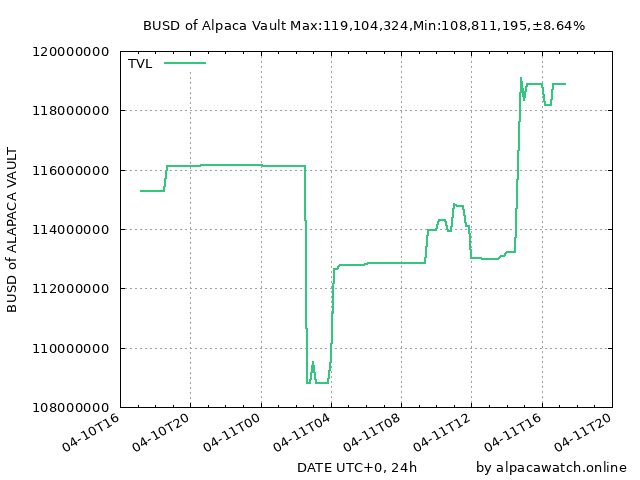 BUSD of Alpaca Vault Max:119,104,324,Min:108,811,195,±8.64%
TVL
120000000
118000000
116000000
114000000
112000000
110000000
108000000
BUSD of ALAPACA VAULT
04-10T16
04-10T20
04-11T00
04-11T04
04-11T08
04-11T12
04-11T16
04-11T20
DATE UTC+0, 24h
by alpacawatch.online